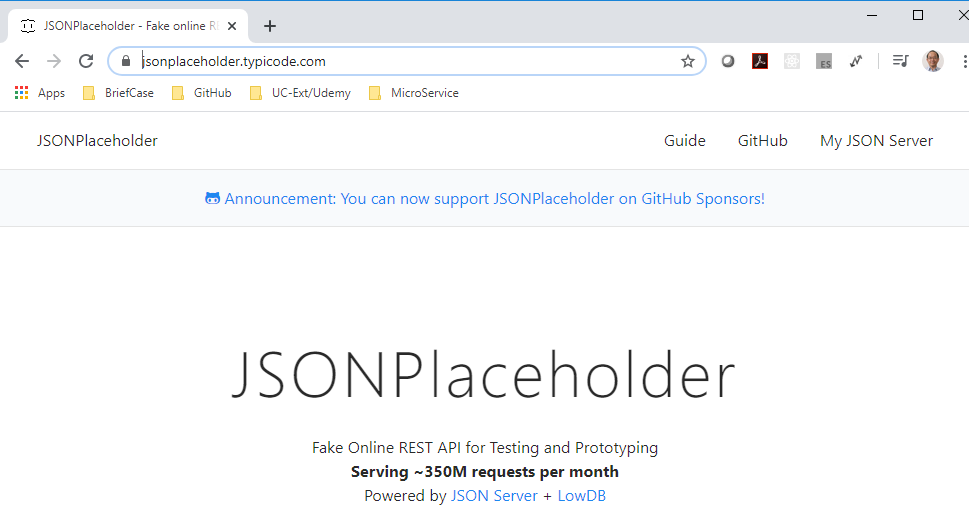 JSONPlaceholder - Fake online R
jsonplaceholder.typicode.com
ES
Apps BriefCase GitHub UC-Ext/Udemy MicroService
JSONPlaceholder Guide GitHub My JSON Server
Announcement: You can now support JSONPlaceholder on GitHub Sponsors!
JSONPlaceholder
Fake Online REST API for Testing and Prototyping
Serving ~350M requests per month
Powered by JSON Server + LowDB